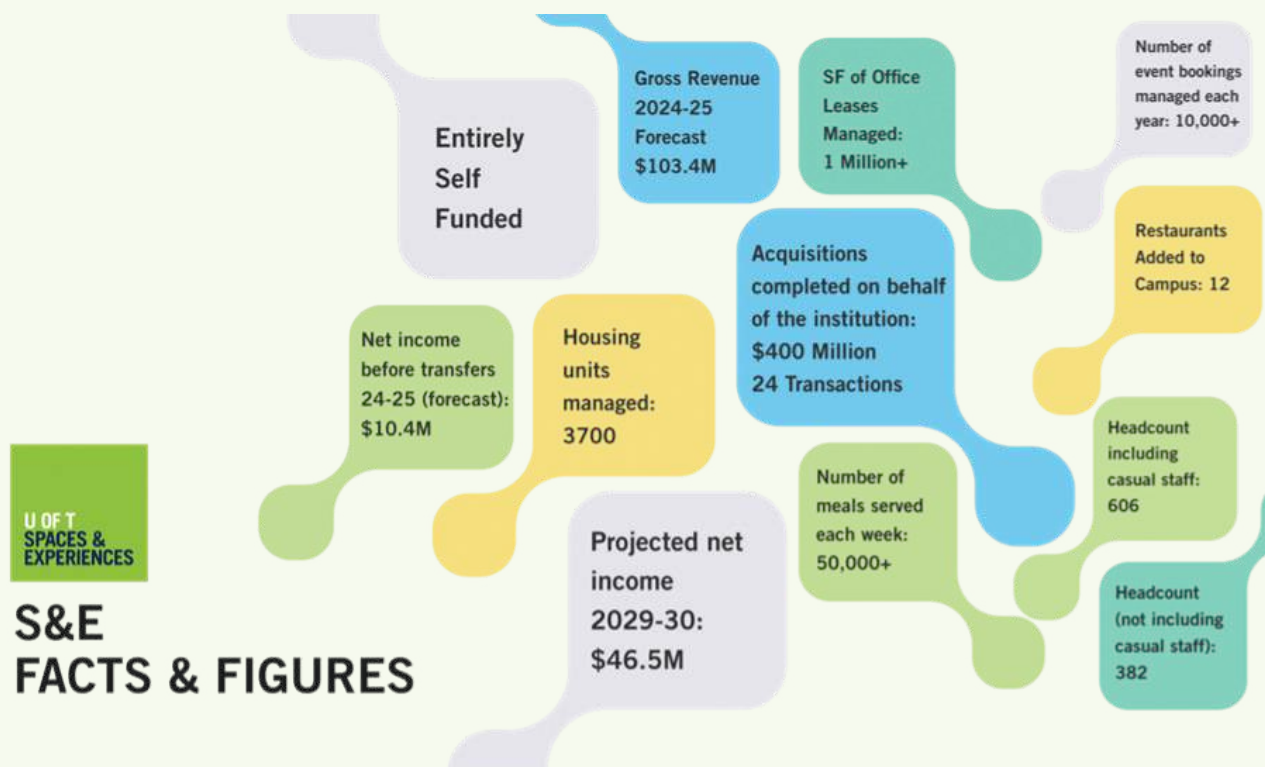 Entirely
Self
Funded
Gross Revenue
2024-25
Forecast
$103.4M
SF of Office
Leases
Managed:
1 Million+
Number of
event bookings
managed each
year: 10,000+
Restaurants
Added to
Campus: 12
Acquisitions
completed on behalf
of the institution:
$400 Million
24 Transactions
Net income
before transfers
24-25 (forecast):
$10.4M
Housing
units
managed:
3700
Headcount
including
casual staff:
606
Number of
meals served
each week:
50,000+
Projected net
income
2029-30:
$46.5M
Headcount
(not including
casual staff):
382
U OF T
SPACES &
EXPERIENCES
S&E
FACTS & FIGURES